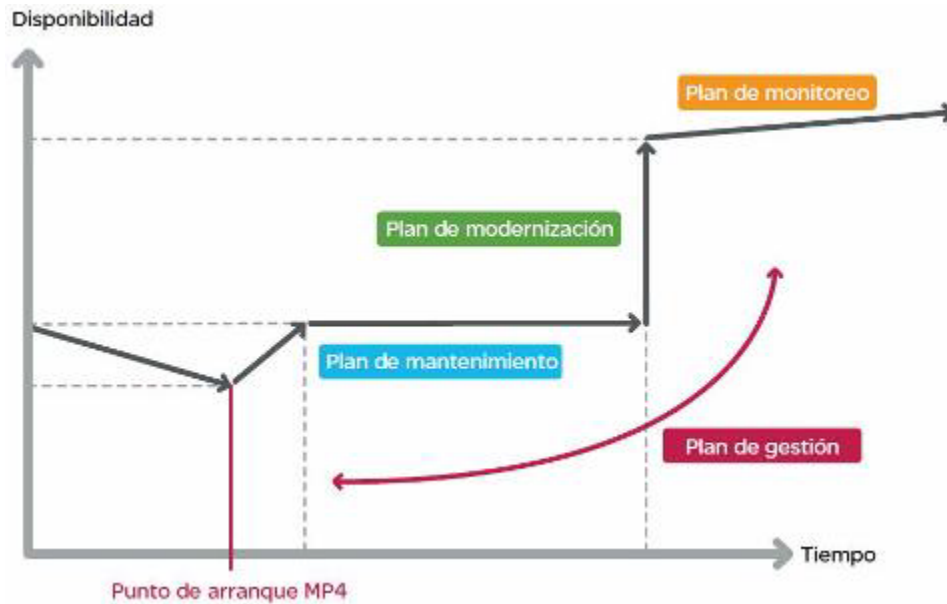 Disponibilidad
Plan de monitoreo
Plan de modernización
Plan de mantenimiento
Plan de gestión
Tiempo
Punto de arranque MP4